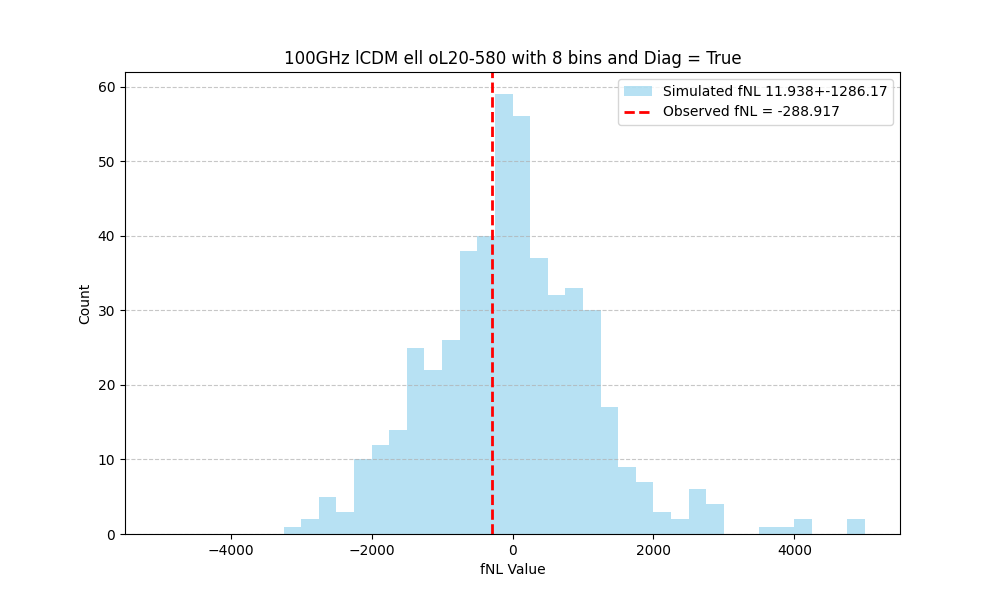 100GHz lCDM ell oL20-580 with 8 bins and Diag = True
Simulated fNL 11.938+-1286.17
Observed fNL = -288.917
60
50
40
30
20
10
0
Count
−4000
−2000
0
2000
4000
fNL Value